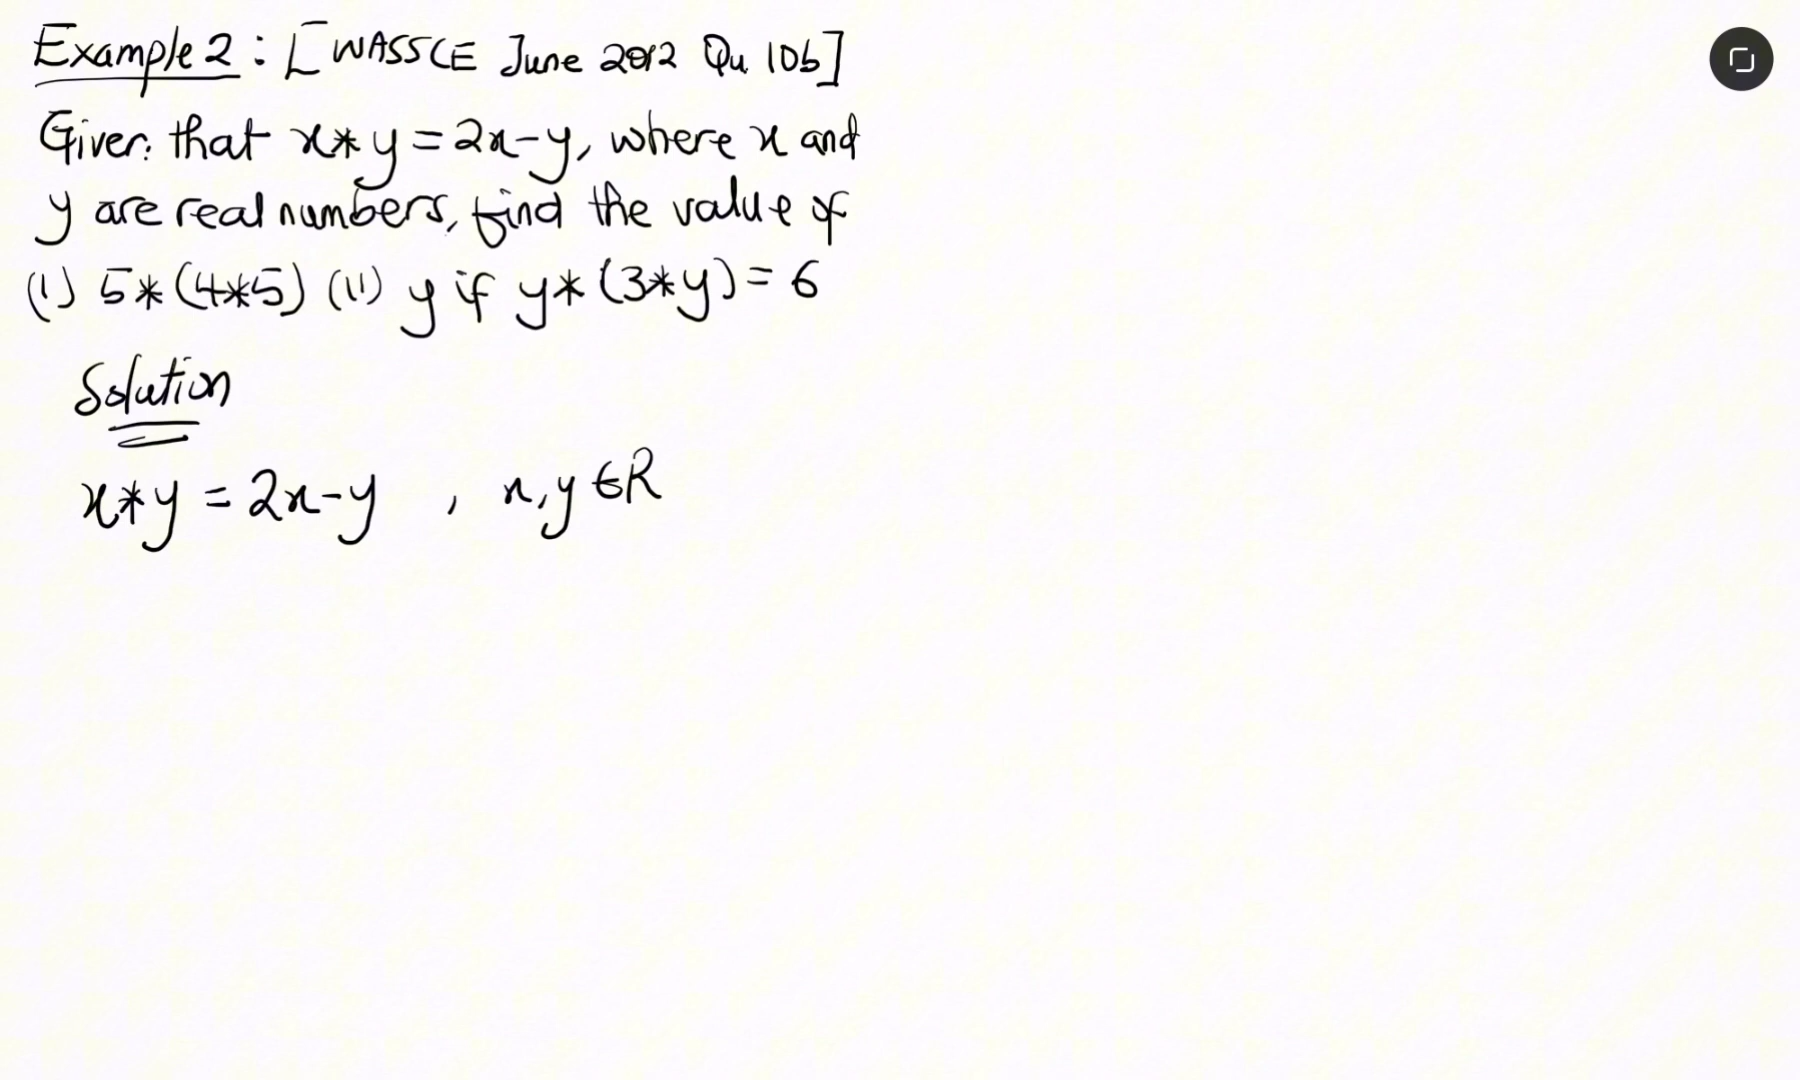 Example 2 : [WASSCE June 2012 Qu 10b]
Given that x*y = 2x-y, where x and
y are real numbers, find the value of
(i) 5*(4*5) (ii) y if y*(3*y) = 6
Solution
x*y = 2x-y , x,y ∈R